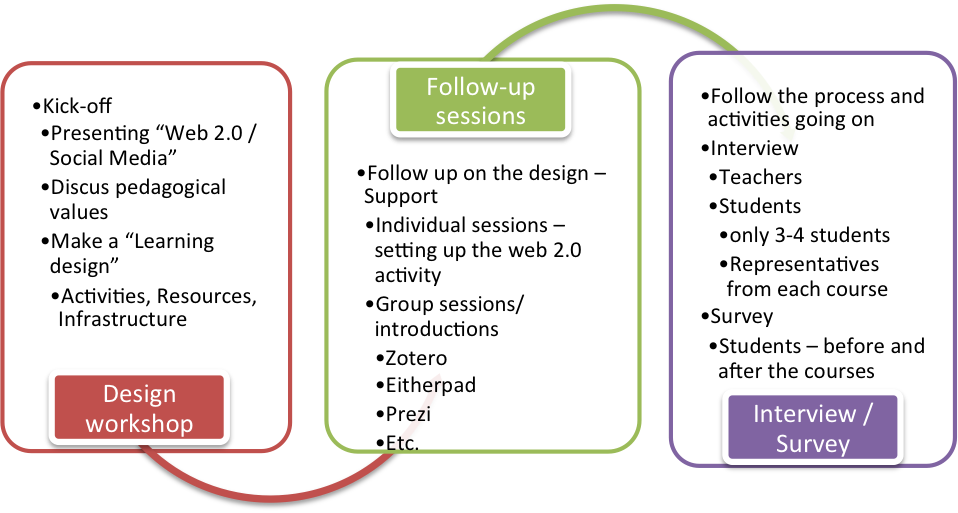 •Kick-off
•Presenting “Web 2.0 /
Social Media”
•Discus pedagogical
values
•Make a “Learning
design”
•Activities, Resources,
Infrastructure
Design
workshop
Follow-up
sessions
•Follow up on the design –
Support
•Individual sessions –
setting up the web 2.0
activity
•Group sessions/
introductions
•Zotero
•Eitherpad
•Prezi
•Etc.
•Follow the process and
activities going on
•Interview
•Teachers
•Students
•only 3-4 students
•Representatives
from each course
•Survey
•Students – before and
after the courses
Interview /
Survey